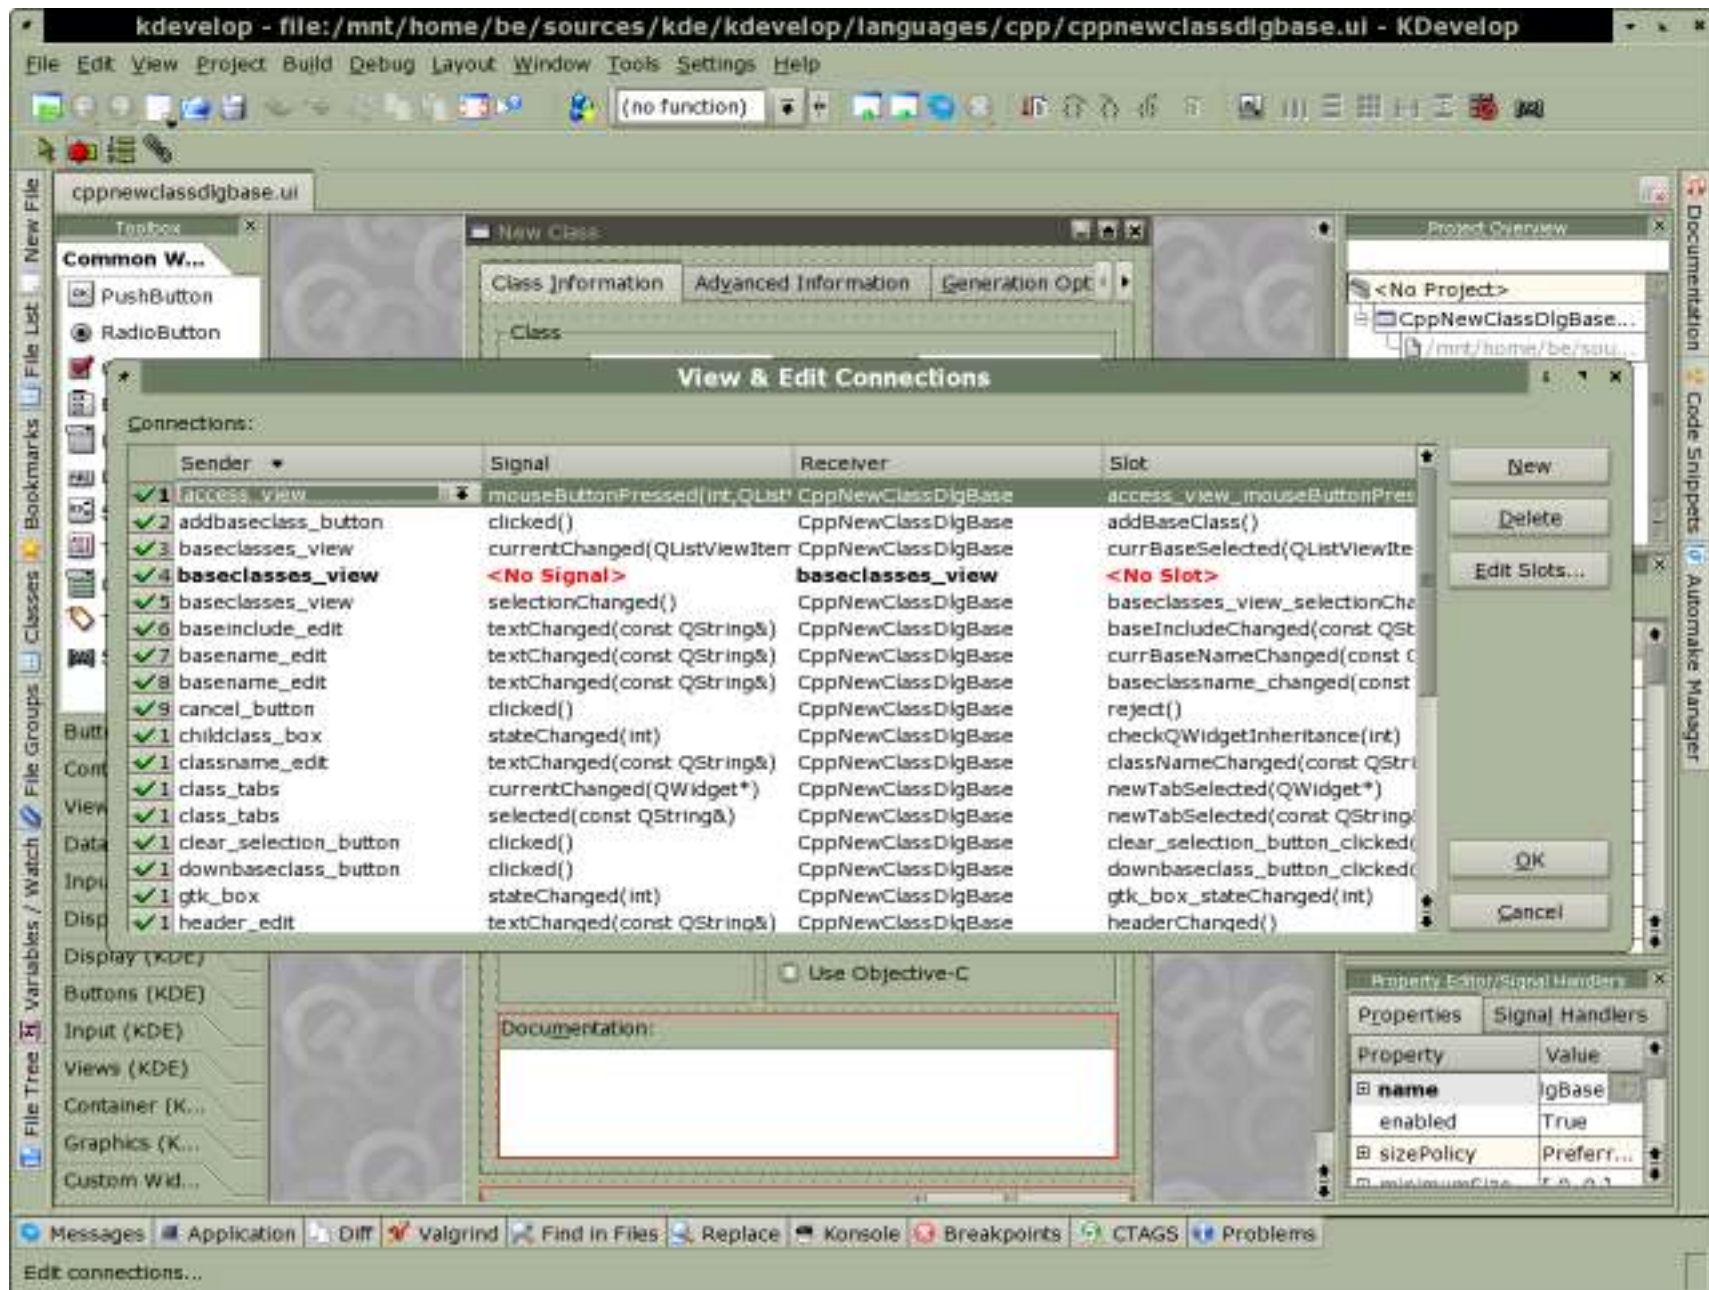 kdevelop - file:/mnt/home/be/sources/kde/kdevelop/languages/cpp/cppnewclassdlgbase.ui - KDevelop
File Edit View Project Build Debug Layout Window Tools Settings Help
(no function)
cppnewclassdlgbase.ui
Toolbox
Common W...
PushButton
RadioButton
New Class
Class Information
Advanced Information
Generation Opt
Class
Project Overview
<No Project>
CppNewClassDlgBase...
/mnt/home/be/sou...
New File
File List
Bookmarks
Classes
File Groups
Variables / Watch
File Tree
Documentation
Code Snippets
Automake Manager
View & Edit Connections
Connections:
Sender Signal Receiver Slot
1 access_view mouseButtonPressed(int,QList CppNewClassDlgBase access_view_mouseButtonPres
2 addbaseclass_button clicked() CppNewClassDlgBase addBaseClass()
3 baseclasses_view currentChanged(QListViewItem CppNewClassDlgBase currBaseSelected(QListViewIte
4 baseclasses_view <No Signal> baseclasses_view <No Slot>
5 baseclasses_view selectionChanged() CppNewClassDlgBase baseclasses_view_selectionCha
6 baseinclude_edit textChanged(const QString&) CppNewClassDlgBase baseIncludeChanged(const QSt
7 basename_edit textChanged(const QString&) CppNewClassDlgBase currBaseNameChanged(const
8 basename_edit textChanged(const QString&) CppNewClassDlgBase baseclassname_changed(const
9 cancel_button clicked() CppNewClassDlgBase reject()
1 childclass_box stateChanged(int) CppNewClassDlgBase checkQWidgetInheritance(int)
1 classname_edit textChanged(const QString&) CppNewClassDlgBase classNameChanged(const QStri
1 class_tabs currentChanged(QWidget*) CppNewClassDlgBase newTabSelected(QWidget*)
1 class_tabs selected(const QString&) CppNewClassDlgBase newTabSelected(const QString
1 clear_selection_button clicked() CppNewClassDlgBase clear_selection_button_clicked(
1 downbaseclass_button clicked() CppNewClassDlgBase downbaseclass_button_clicked(
1 gtk_box stateChanged(int) CppNewClassDlgBase gtk_box_stateChanged(int)
1 header_edit textChanged(const QString&) CppNewClassDlgBase headerChanged()
New
Delete
Edit Slots...
OK
Cancel
Butt
Cont
View
Data
Inpu
Disp
Display (KDE)
Buttons (KDE)
Input (KDE)
Views (KDE)
Container (K...
Graphics (K...
Custom Wid...
Use Objective-C
Documentation:
Property Editor/Signal Handlers
Properties Signal Handlers
Property Value
name lgBase
enabled True
sizePolicy Preferr...
minimumSize [ 0, 0 ]
Messages Application Diff Valgrind Find in Files Replace Konsole Breakpoints CTAGS Problems
Edit connections...